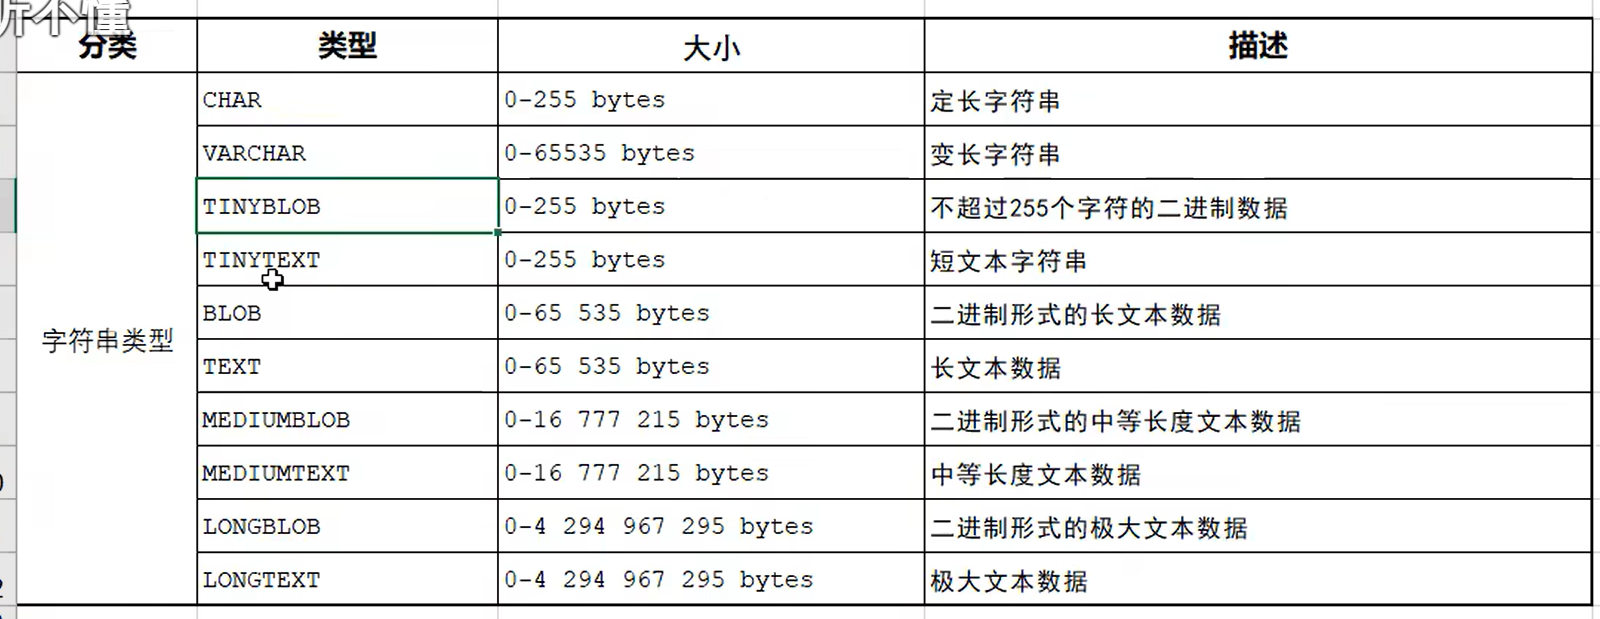 听不懂
分类 类型 大小 描述
CHAR 0-255 bytes 定长字符串
VARCHAR 0-65535 bytes 变长字符串
TINYBLOB 0-255 bytes 不超过255个字符的二进制数据
TINYTEXT 0-255 bytes 短文本字符串
BLOB 0-65 535 bytes 二进制形式的长文本数据
字符串类型
TEXT 0-65 535 bytes 长文本数据
MEDIUMBLOB 0-16 777 215 bytes 二进制形式的中等长度文本数据
MEDIUMTEXT 0-16 777 215 bytes 中等长度文本数据
LONGBLOB 0-4 294 967 295 bytes 二进制形式的极大文本数据
LONGTEXT 0-4 294 967 295 bytes 极大文本数据